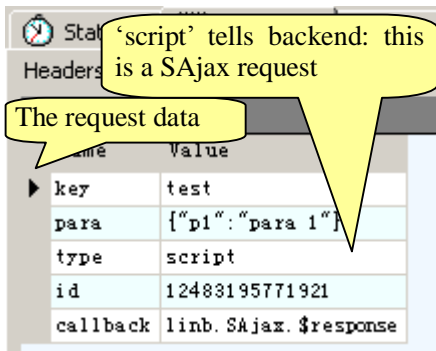 Stat
'script' tells backend: this
is a SAjax request
Headers
The request data
Value
key test
para {"p1":"para 1"}
type script
id 12483195771921
callback linb.SAjax.$response